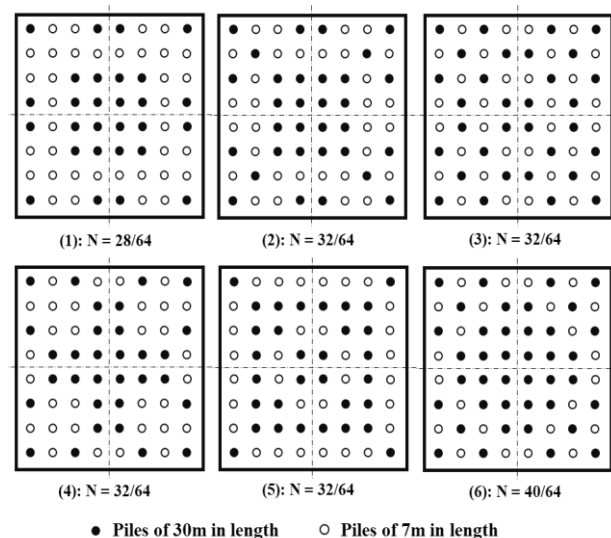 (1): N = 28/64
(2): N = 32/64
(3): N = 32/64
(4): N = 32/64
(5): N = 32/64
(6): N = 40/64
Piles of 30m in length
Piles of 7m in length